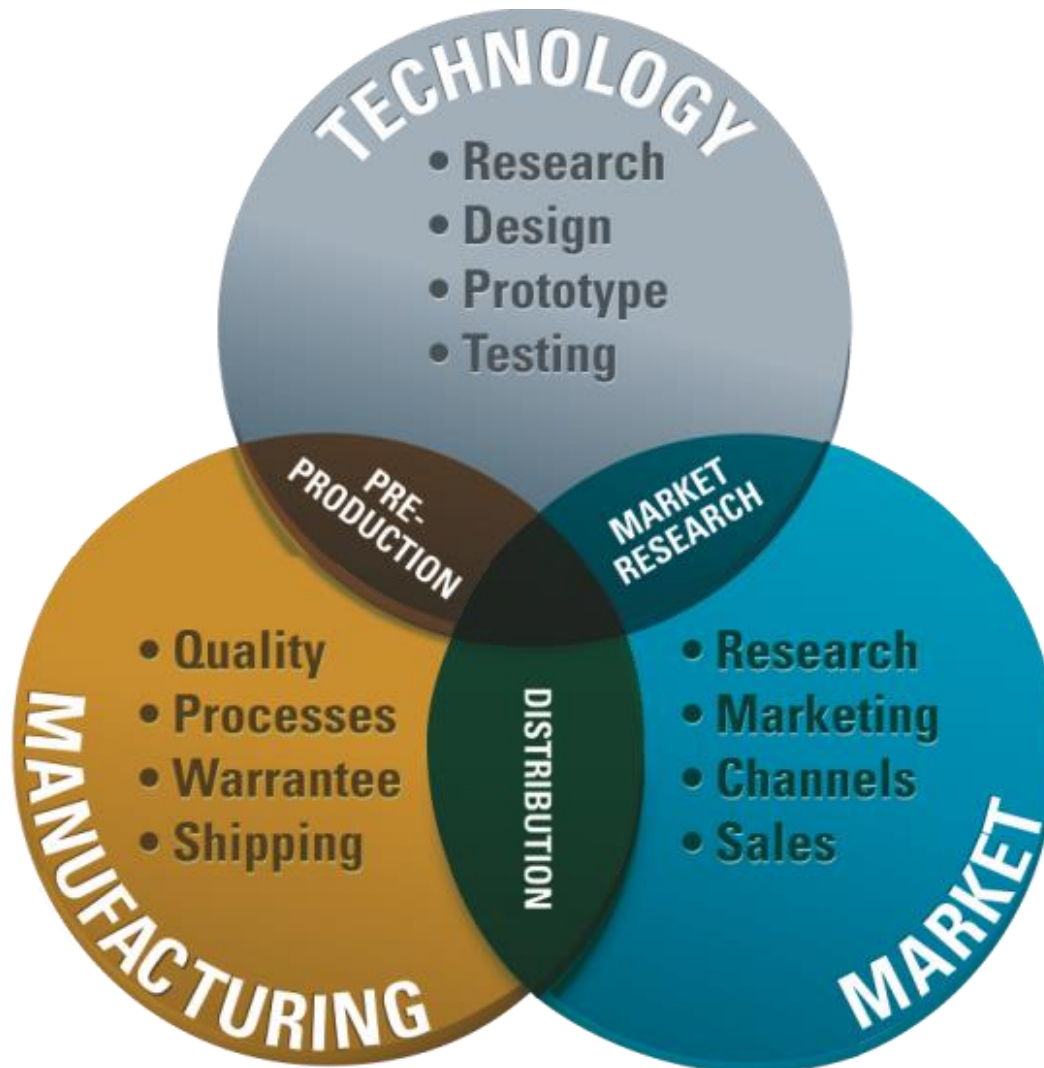 TECHNOLOGY
• Research
• Design
• Prototype
• Testing
PRE-
PRODUCTION
MARKET
RESEARCH
• Quality
• Processes
• Warrantee
• Shipping
MANUFACTURING
DISTRIBUTION
• Research
• Marketing
• Channels
• Sales
MARKET